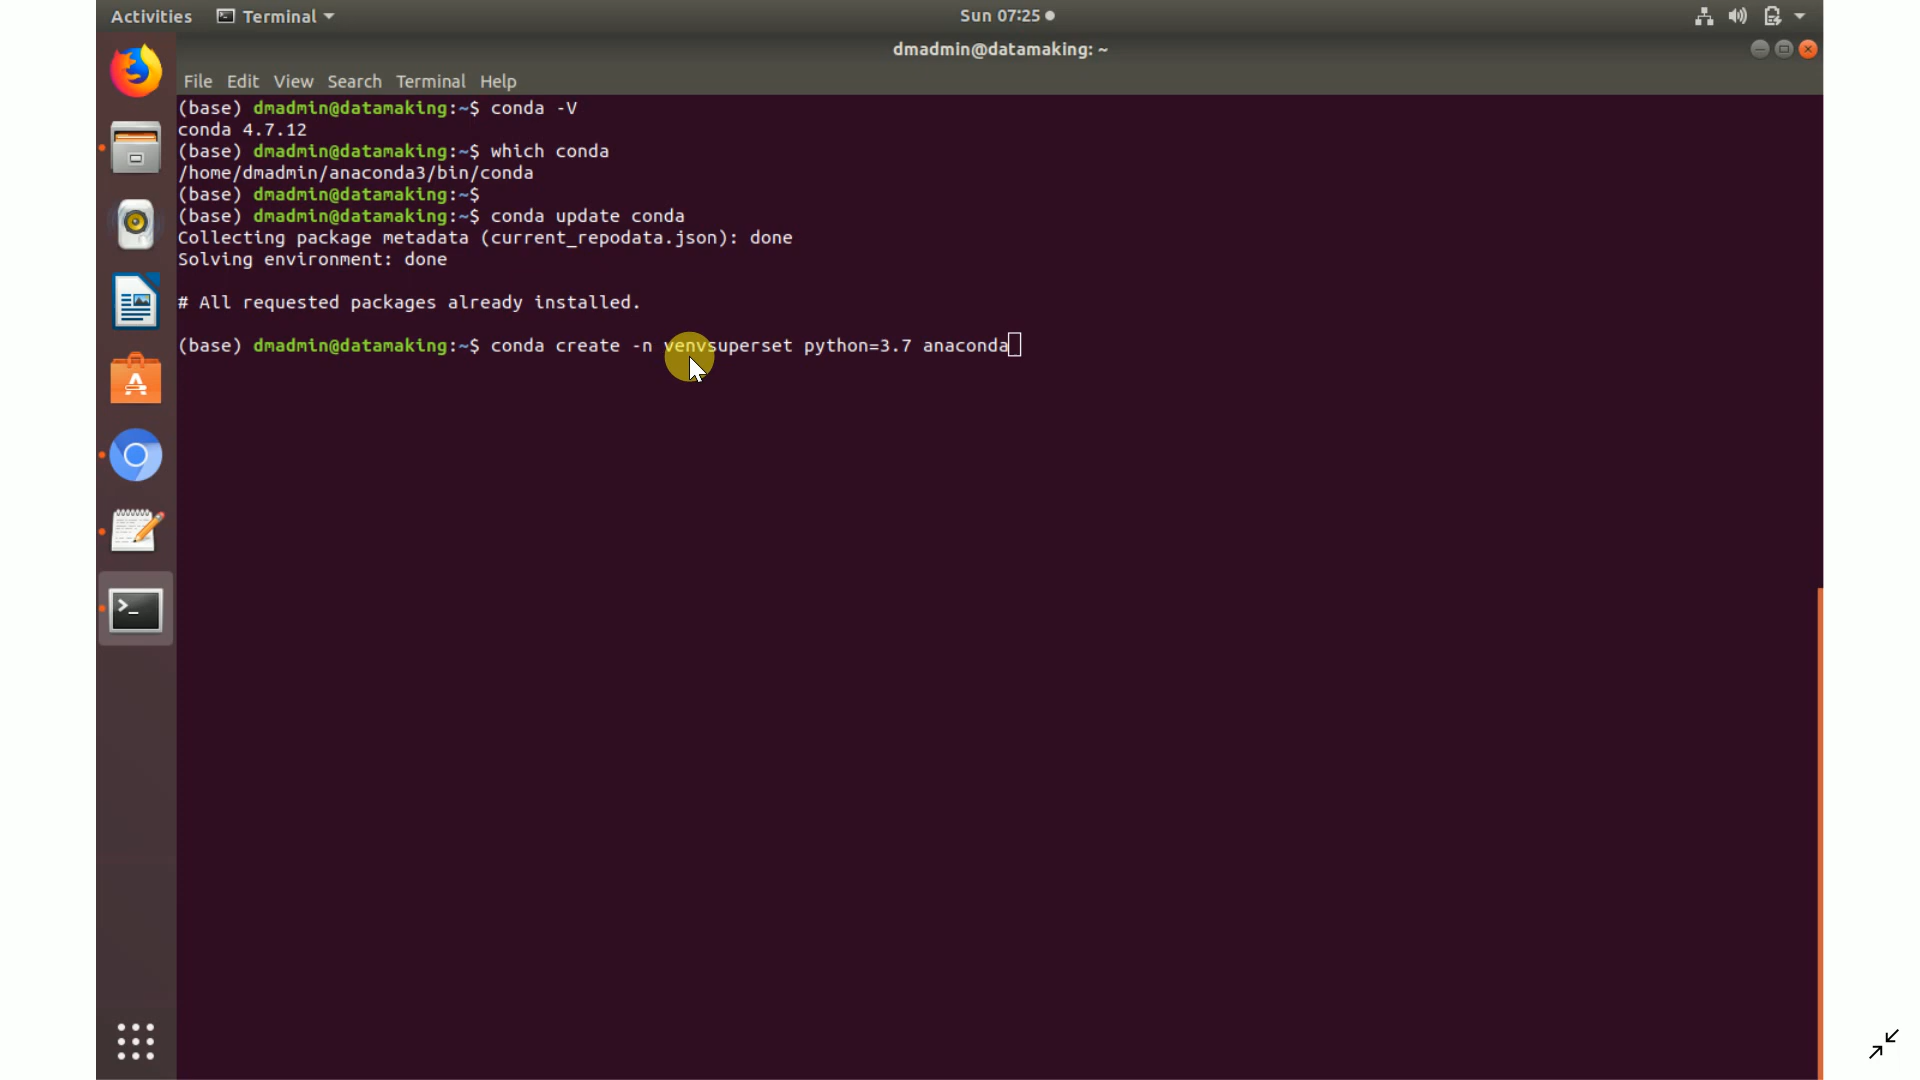 Activities Terminal Sun 07:25
dmadmin@datamaking: ~
File Edit View Search Terminal Help
(base) dmadmin@datamaking:~$ conda -V
conda 4.7.12
(base) dmadmin@datamaking:~$ which conda
/home/dmadmin/anaconda3/bin/conda
(base) dmadmin@datamaking:~$
(base) dmadmin@datamaking:~$ conda update conda
Collecting package metadata (current_repodata.json): done
Solving environment: done
# All requested packages already installed.
(base) dmadmin@datamaking:~$ conda create -n venvsuperset python=3.7 anaconda